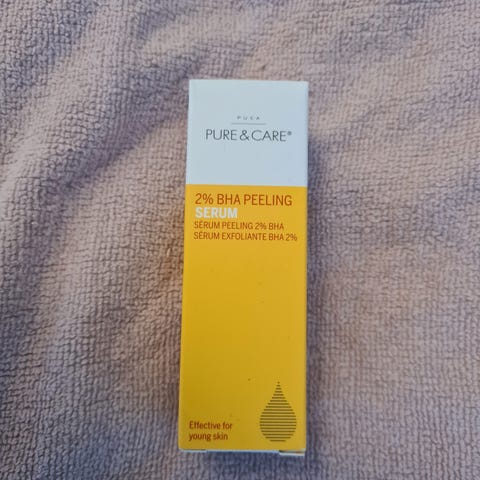 PUCA
PURE & CARE®
2% BHA PEELING
SERUM
SÉRUM PEELING 2% BHA
SÉRUM EXFOLIANTE BHA 2%
Effective for
young skin